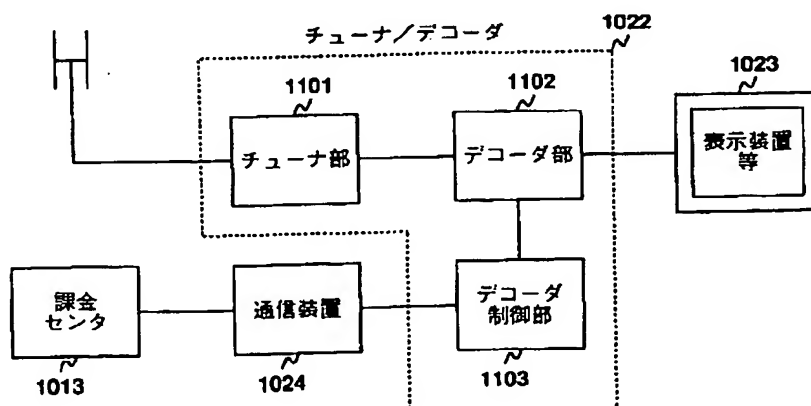 チューナ/デコーダ
1022
1101
チューナ部
1102
デコーダ部
1023
表示装置
等
課金
センタ
1013
通信装置
1024
デコーダ
制御部
1103